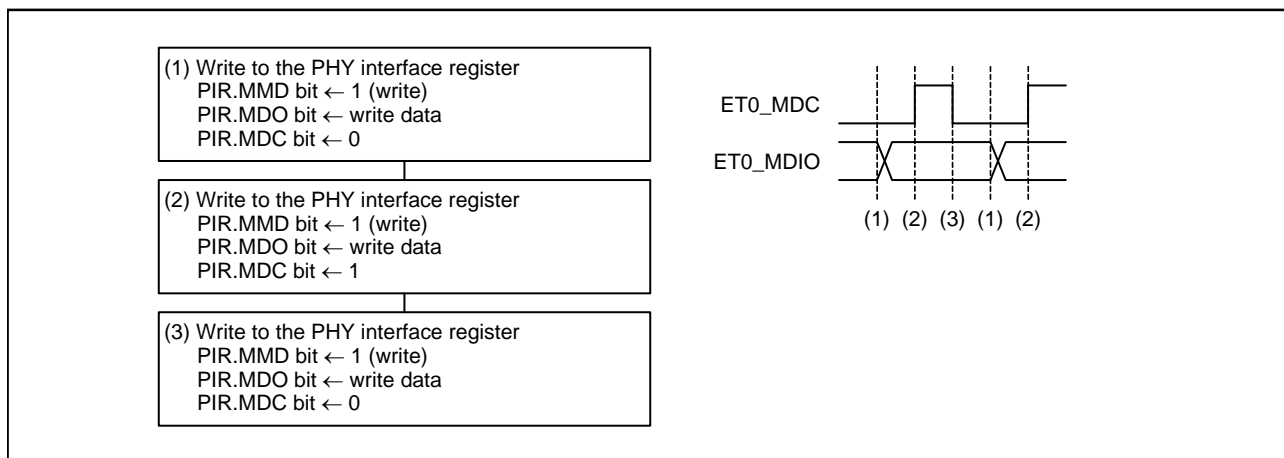 (1) Write to the PHY interface register
PIR.MMD bit ← 1 (write)
PIR.MDO bit ← write data
PIR.MDC bit ← 0
(2) Write to the PHY interface register
PIR.MMD bit ← 1 (write)
PIR.MDO bit ← write data
PIR.MDC bit ← 1
(3) Write to the PHY interface register
PIR.MMD bit ← 1 (write)
PIR.MDO bit ← write data
PIR.MDC bit ← 0
ET0_MDC
ET0_MDIO
(1) (2) (3) (1) (2)